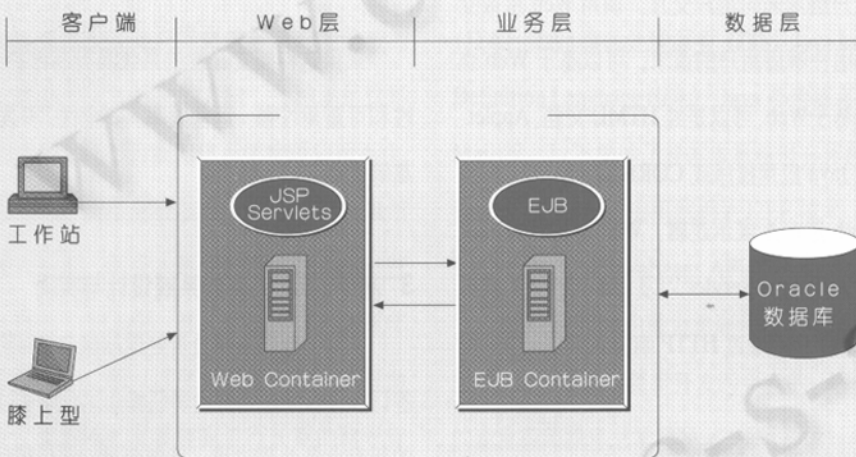 客户端
Web层
业务层
数据层
JSP
Servlets
EJB
工作站
Oracle
数据库
Web Container
EJB Container
膝上型